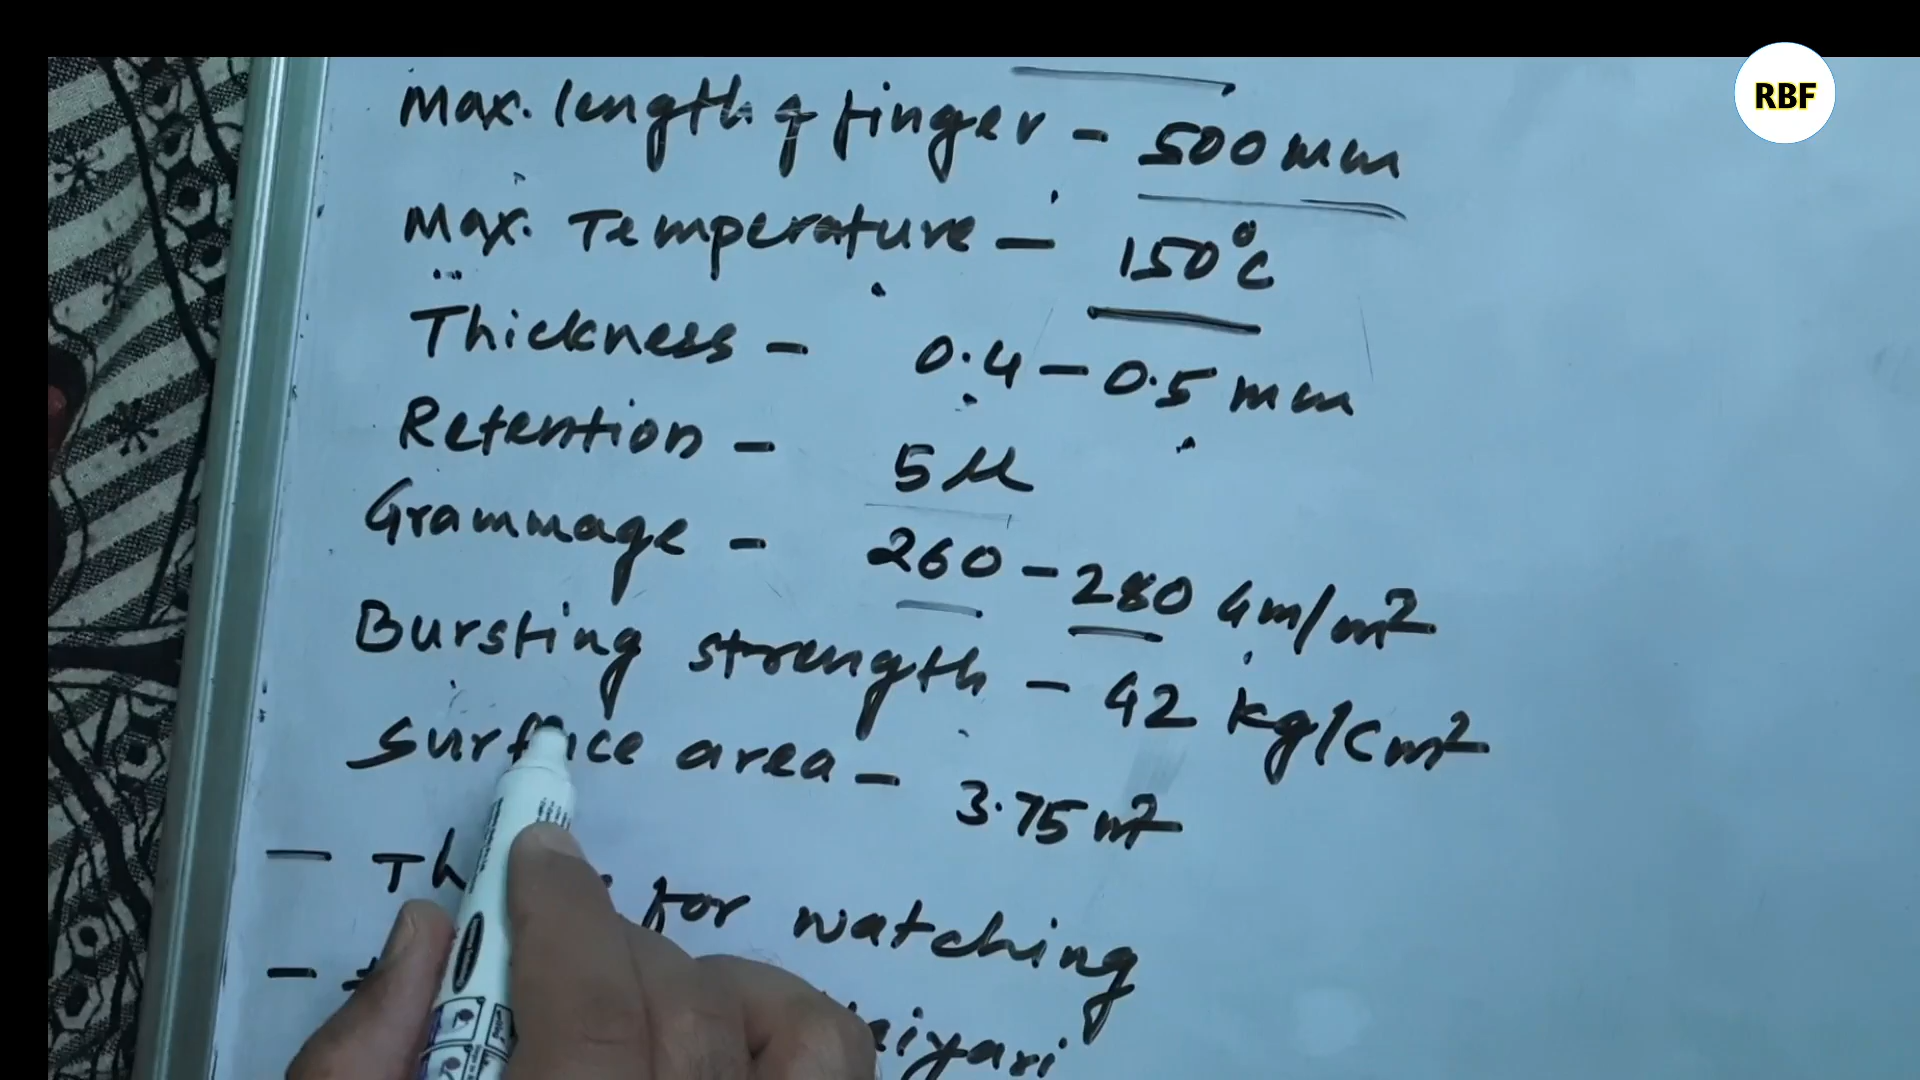 RBF
Max. length of finger - 500 mm
Max. Temperature - 150°C
Thickness - 0.4 - 0.5 mm
Retention - 5 µ
Grammage - 260 - 280 Gm/m²
Bursting strength - 42 kg/cm²
Surface area - 3.75 m²
- for watching
-